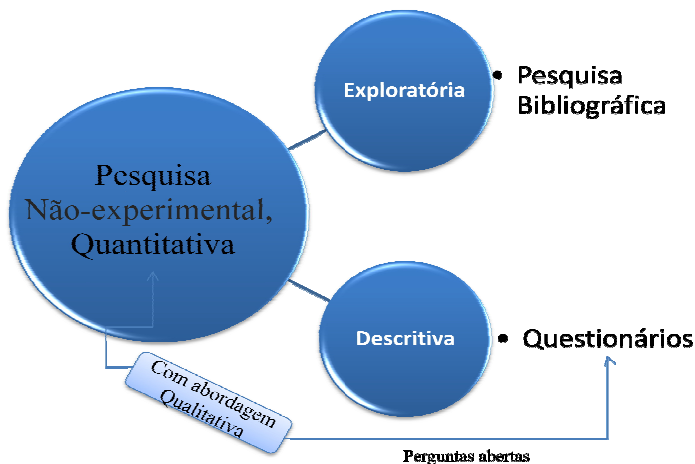 Exploratória
• Pesquisa
Bibliográfica
Pesquisa
Não-experimental,
Quantitativa
Descritiva
• Questionários
Com abordagem
Qualitativa
Perguntas abertas